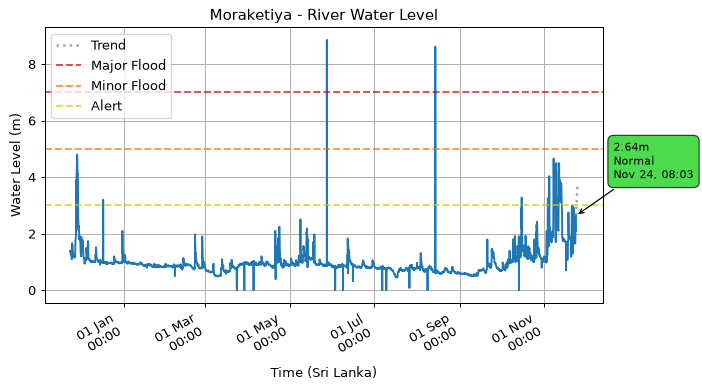 Moraketiya - River Water Level
Trend
Major Flood
Minor Flood
Alert
8
6
4
2
0
Water Level (m)
2.64m
Normal
Nov 24, 08:03
01 Jan
00:00
01 Mar
00:00
01 May
00:00
01 Jul
00:00
01 Sep
00:00
01 Nov
00:00
Time (Sri Lanka)